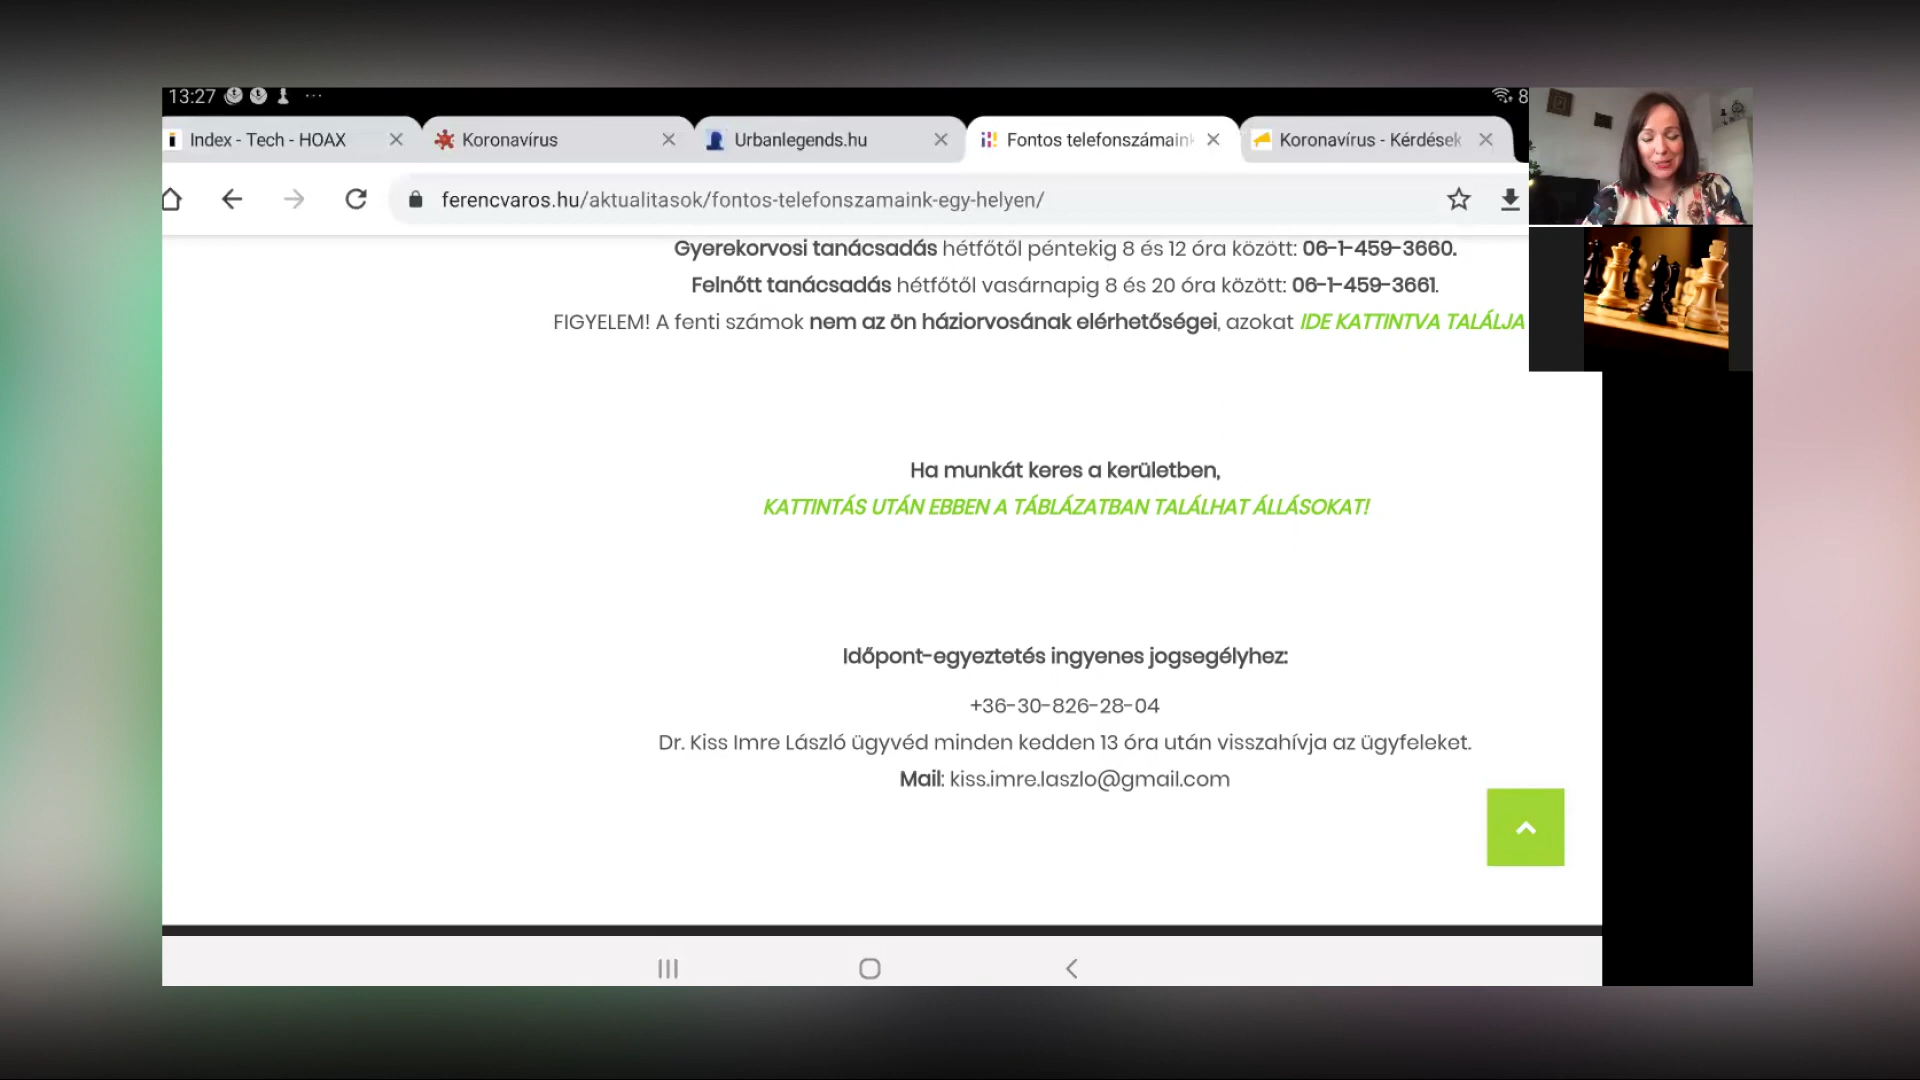 13:27
8
Index - Tech - HOAX
Koronavírus
Urbanlegends.hu
Fontos telefonszámaink
Koronavírus - Kérdések
ferencvaros.hu/aktualitasok/fontos-telefonszamaink-egy-helyen/
Gyerekorvosi tanácsadás hétfőtől péntekig 8 és 12 óra között: 06-1-459-3660.
Felnőtt tanácsadás hétfőtől vasárnapig 8 és 20 óra között: 06-1-459-3661.
FIGYELEM! A fenti számok nem az ön háziorvosának elérhetőségei, azokat IDE KATTINTVA TALÁLJA
Ha munkát keres a kerületben,
KATTINTÁS UTÁN EBBEN A TÁBLÁZATBAN TALÁLHAT ÁLLÁSOKAT!
Időpont-egyeztetés ingyenes jogsegélyhez:
+36-30-826-28-04
Dr. Kiss Imre László ügyvéd minden kedden 13 óra után visszahívja az ügyfeleket.
Mail: kiss.imre.laszlo@gmail.com